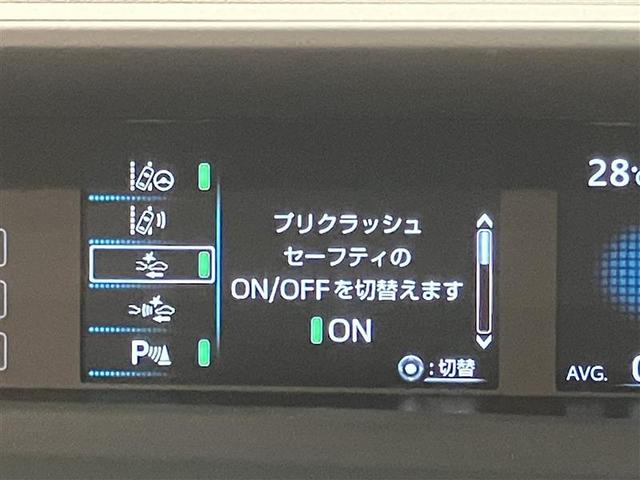 28℃
プリクラッシュ
セーフティの
ON/OFFを切替えます
ON
P
:切替
AVG.